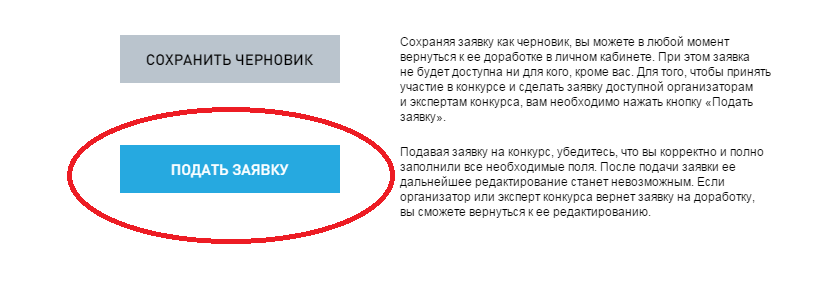 СОХРАНИТЬ ЧЕРНОВИК
Сохраняя заявку как черновик, вы можете в любой момент
вернуться к ее доработке в личном кабинете. При этом заявка
не будет доступна ни для кого, кроме вас. Для того, чтобы принять
участие в конкурсе и сделать заявку доступной организаторам
и экспертам конкурса, вам необходимо нажать кнопку «Подать
заявку».
ПОДАТЬ ЗАЯВКУ
Подавая заявку на конкурс, убедитесь, что вы корректно и полно
заполнили все необходимые поля. После подачи заявки ее
дальнейшее редактирование станет невозможным. Если
организатор или эксперт конкурса вернет заявку на доработку,
вы сможете вернуться к ее редактированию.